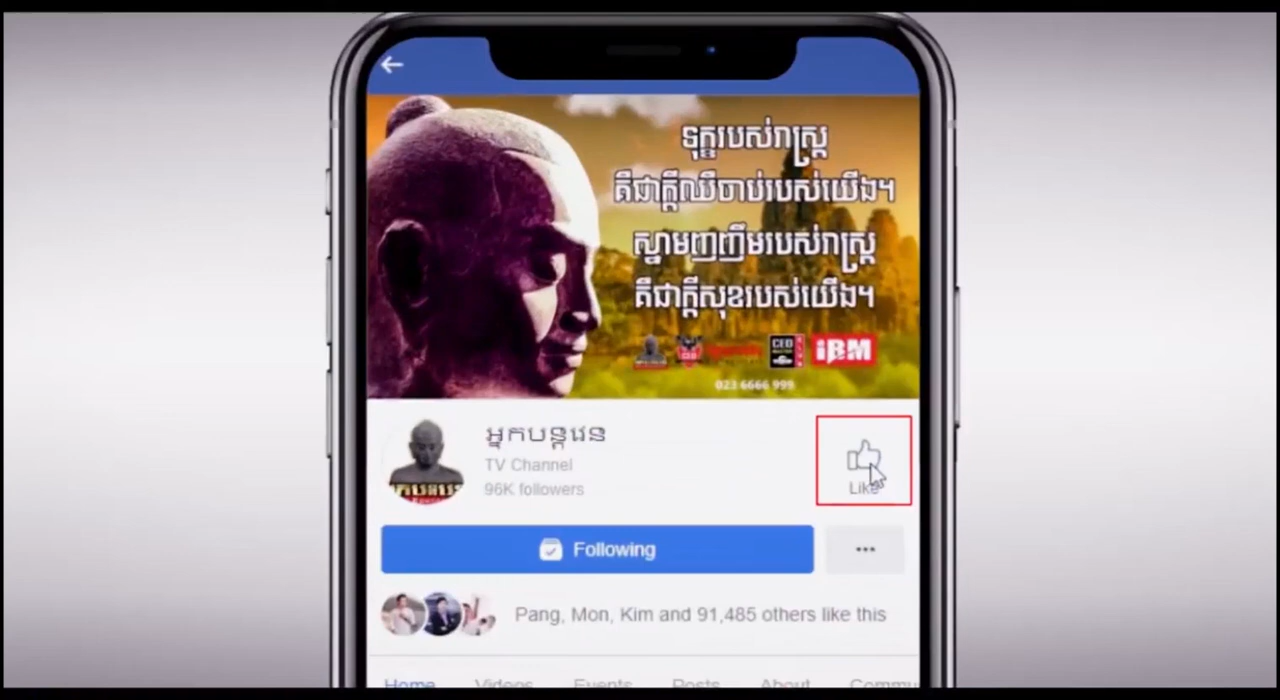 ទុក្ខរបស់រាស្ត្រ
គឺជាក្តីឈឺចាប់របស់យើង។
ស្នាមញញឹមរបស់រាស្ត្រ
គឺជាក្តីសុខរបស់យើង។
CEO
iBM
023 6666 999
អ្នកបន្តវេន
TV Channel
96K followers
Like
Following
Pang, Mon, Kim and 91,485 others like this
Home Videos Events Posts About Commu